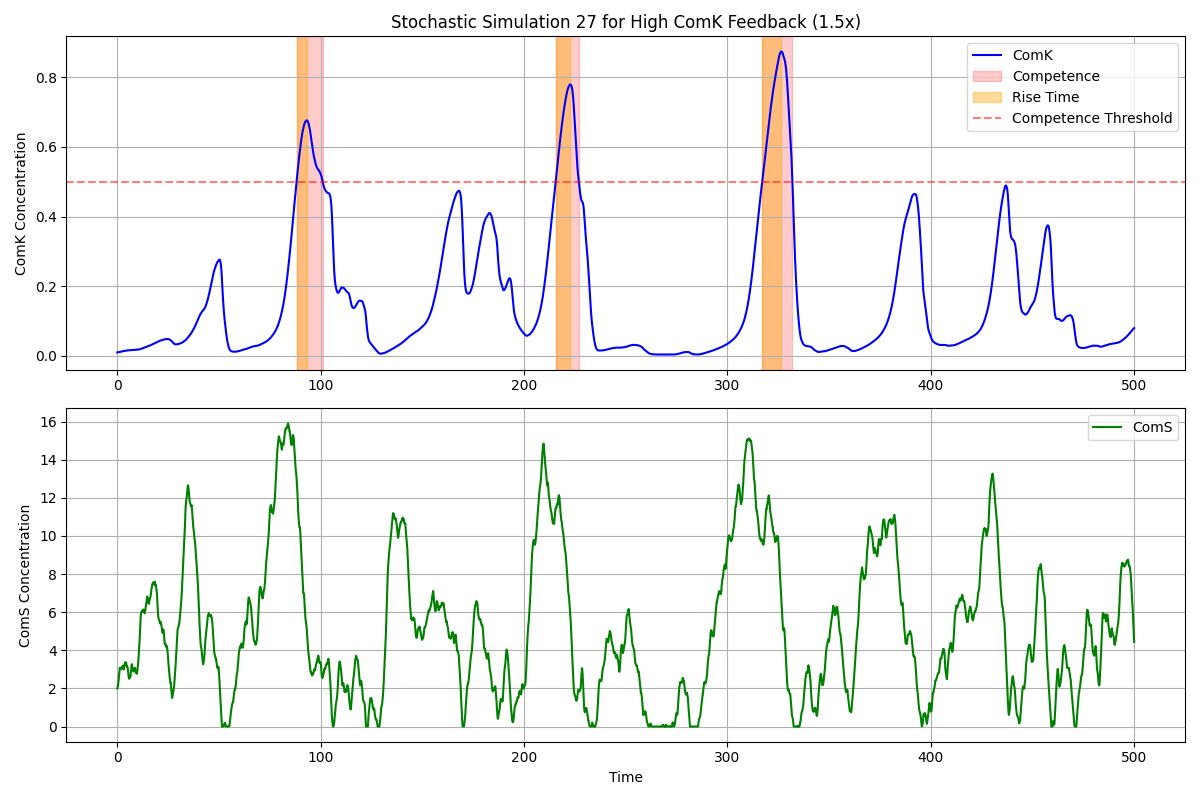 Stochastic Simulation 27 for High ComK Feedback (1.5x)
ComK Concentration
0.8
0.6
0.4
0.2
0.0
ComK
Competence
Rise Time
Competence Threshold
0 100 200 300 400 500
ComS Concentration
16
14
12
10
8
6
4
2
0
ComS
0 100 200 300 400 500
Time